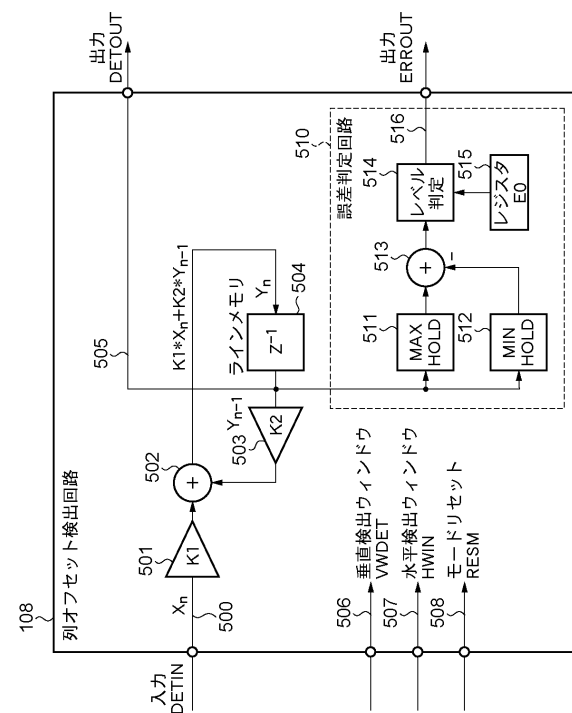 108
列オフセット検出回路
入力
DETIN
Xn
500
501
K1
502
+
K1*Xn+K2*Yn-1
505
出力
DETOUT
503
Yn-1
K2
ラインメモリ
Z-1
Yn
504
506
垂直検出ウィンドウ
VWDET
507
水平検出ウィンドウ
HWIN
508
モードリセット
RESM
510
誤差判定回路
511
MAX
HOLD
512
MIN
HOLD
513
+
-
514
レベル
判定
515
レジスタ
E0
516
出力
ERROUT